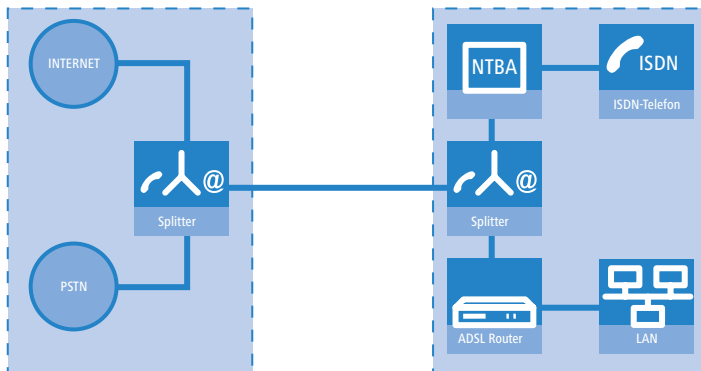 INTERNET
@
Splitter
PSTN
NTBA
ISDN
ISDN-Telefon
@
Splitter
ADSL Router
LAN